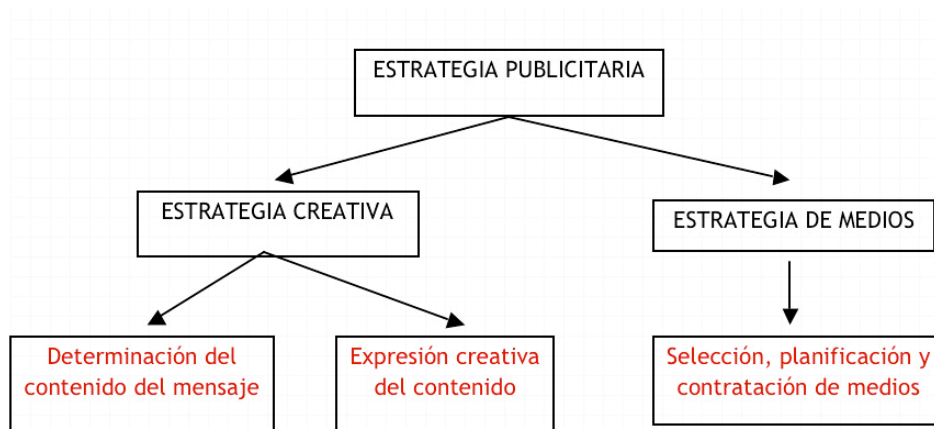 ESTRATEGIA PUBLICITARIA
ESTRATEGIA CREATIVA
ESTRATEGIA DE MEDIOS
Determinación del
contenido del mensaje
Expresión creativa
del contenido
Selección, planificación y
contratación de medios